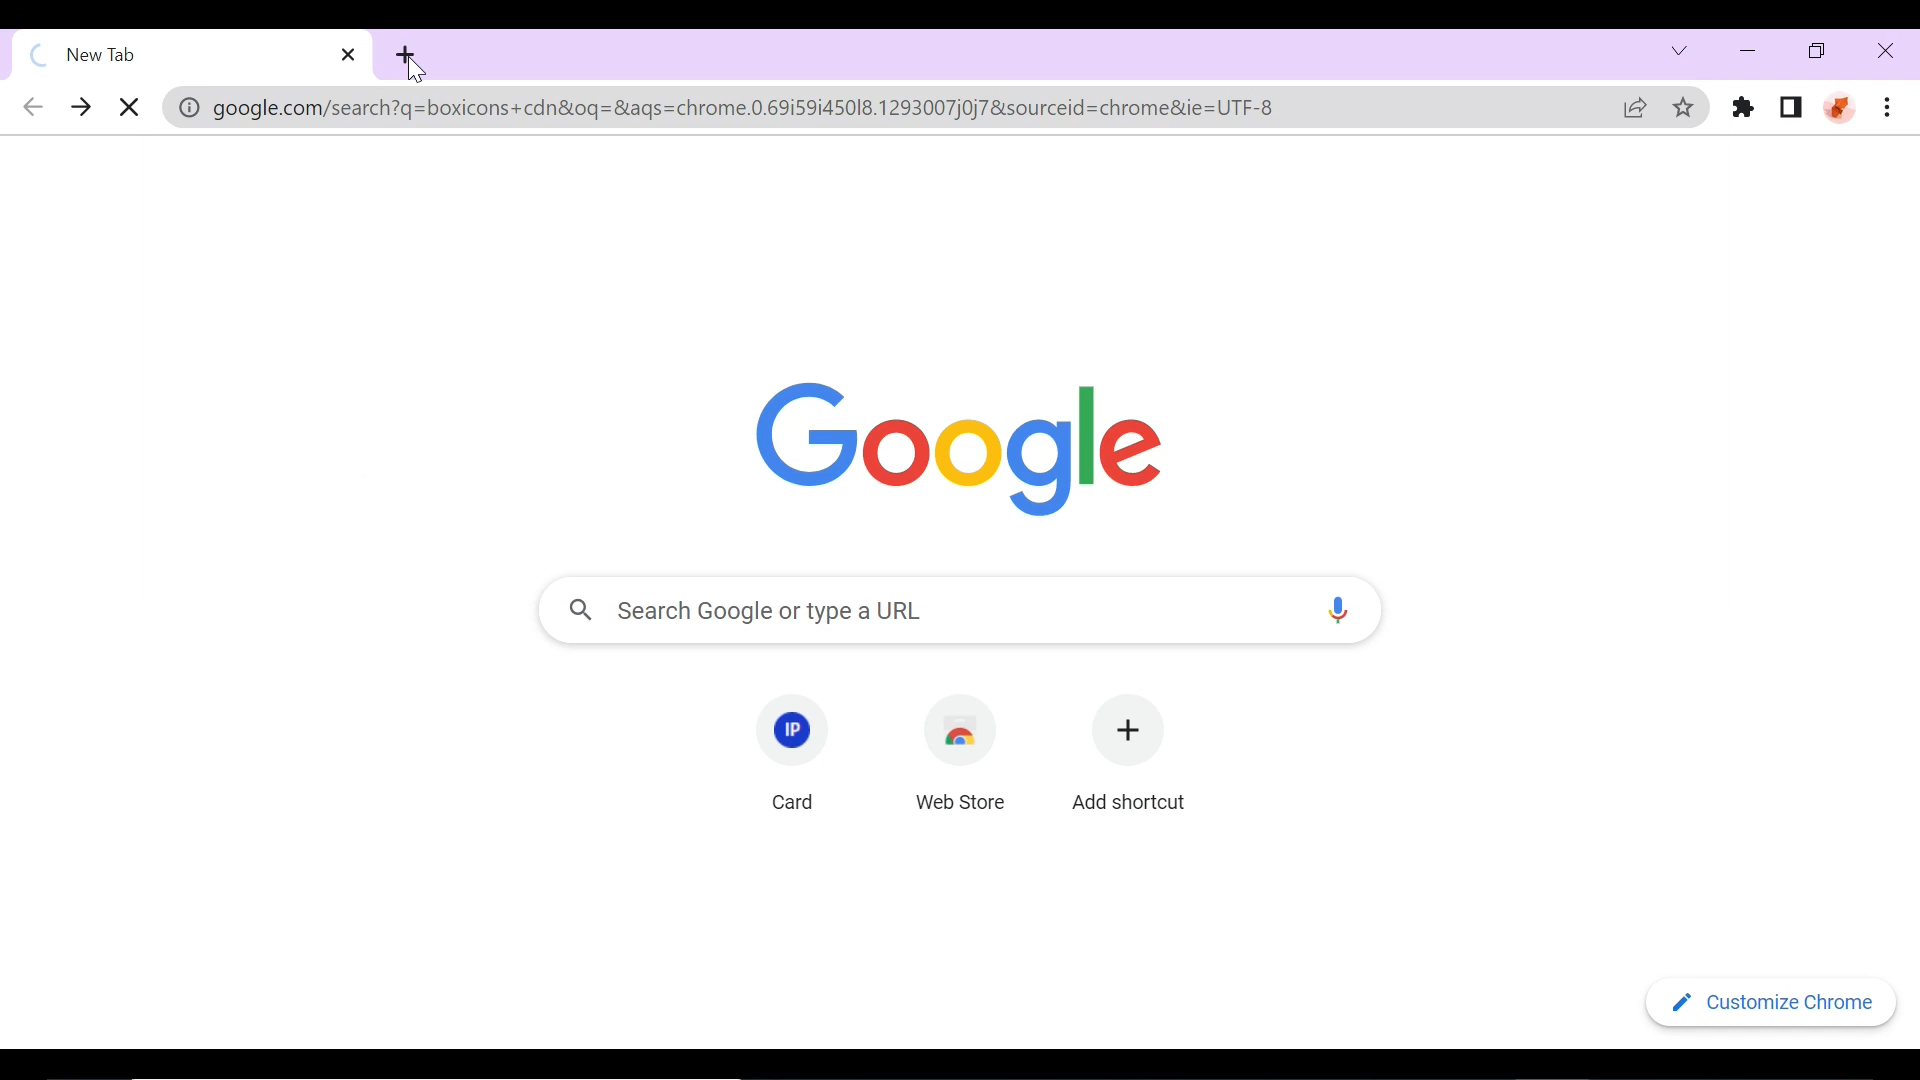 New Tab
google.com/search?q=boxicons+cdn&oq=&aqs=chrome.0.69i59i450l8.1293007j0j7&sourceid=chrome&ie=UTF-8
Google
Search Google or type a URL
IP
Card
Web Store
Add shortcut
Customize Chrome